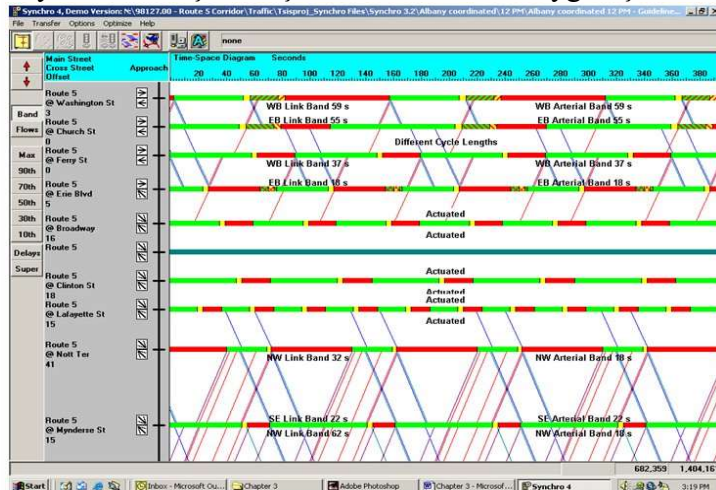 Synchro 4, Demo Version: N:\98127.00 - Route 5 Corridor\Traffic\Tsisproj_Synchro Files\Synchro 3.2\Albany coordinated\12 PM\Albany coordinated 12 PM - Guideline...
File Transfer Options Optimize Help
none
Main Street
Cross Street
Offset
Approach
Time-Space Diagram Seconds
20 40 60 80 100 120 140 160 180 200 220 240 260 280 300 320 340 360 380
Band
Flows
Max
90th
70th
50th
30th
10th
Delays
Super
Route 5
@ Washington St
3
WB Link Band 59 s WB Arterial Band 59 s
EB Link Band 55 s EB Arterial Band 55 s
Route 5
@ Church St
0
Different Cycle Lengths
Route 5
@ Ferry St
0
WB Link Band 37 s WB Arterial Band 37 s
EB Link Band 18 s EB Arterial Band 18 s
Route 5
@ Erie Blvd
5
Actuated
Route 5
@ Broadway
16
Actuated
Route 5
Actuated
Route 5
@ Clinton St
18
Actuated
Actuated
Route 5
@ Lafayette St
15
Actuated
Route 5
@ Nott Ter
41
NW Link Band 32 s NW Arterial Band 18 s
SE Link Band 22 s SE Arterial Band 22 s
Route 5
@ Mynderse St
15
NW Link Band 62 s NW Arterial Band 18 s
682,359 1,404,16
Start Inbox - Microsoft Ou... Chapter 3 Adobe Photoshop Chapter 3 - Microsof... Synchro 4 3:19 PM